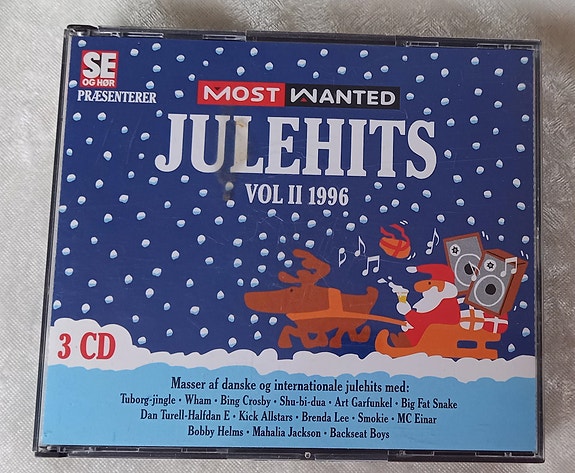 SE
OG HØR
PRÆSENTERER
MOST WANTED
JULEHITS
VOL II 1996
3 CD
Masser af danske og internationale julehits med:
Tuborg-jingle • Wham • Bing Crosby • Shu-bi-dua • Art Garfunkel • Big Fat Snake
Dan Turell-Halfdan E • Kick Allstars • Brenda Lee • Smokie • MC Einar
Bobby Helms • Mahalia Jackson • Backseat Boys